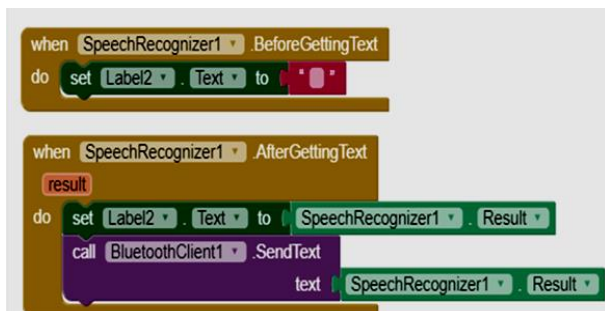 when SpeechRecognizer1 .BeforeGettingText
do set Label2 . Text to " "
when SpeechRecognizer1 .AfterGettingText
result
do set Label2 . Text to SpeechRecognizer1 . Result
call BluetoothClient1 .SendText
text SpeechRecognizer1 . Result